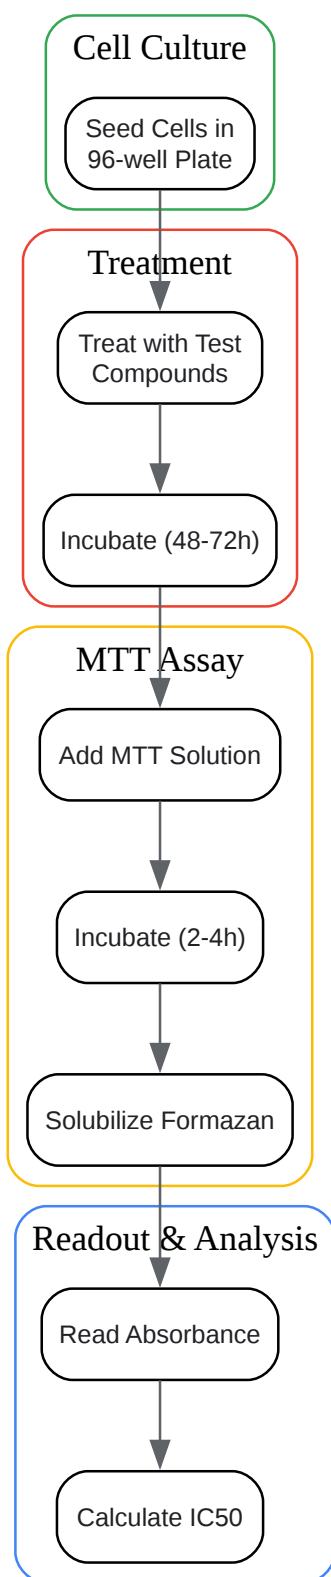 Cell Culture
Seed Cells in
96-well Plate
Treatment
Treat with Test
Compounds
Incubate (48-72h)
MTT Assay
Add MTT Solution
Incubate (2-4h)
Solubilize Formazan
Readout & Analysis
Read Absorbance
Calculate IC50